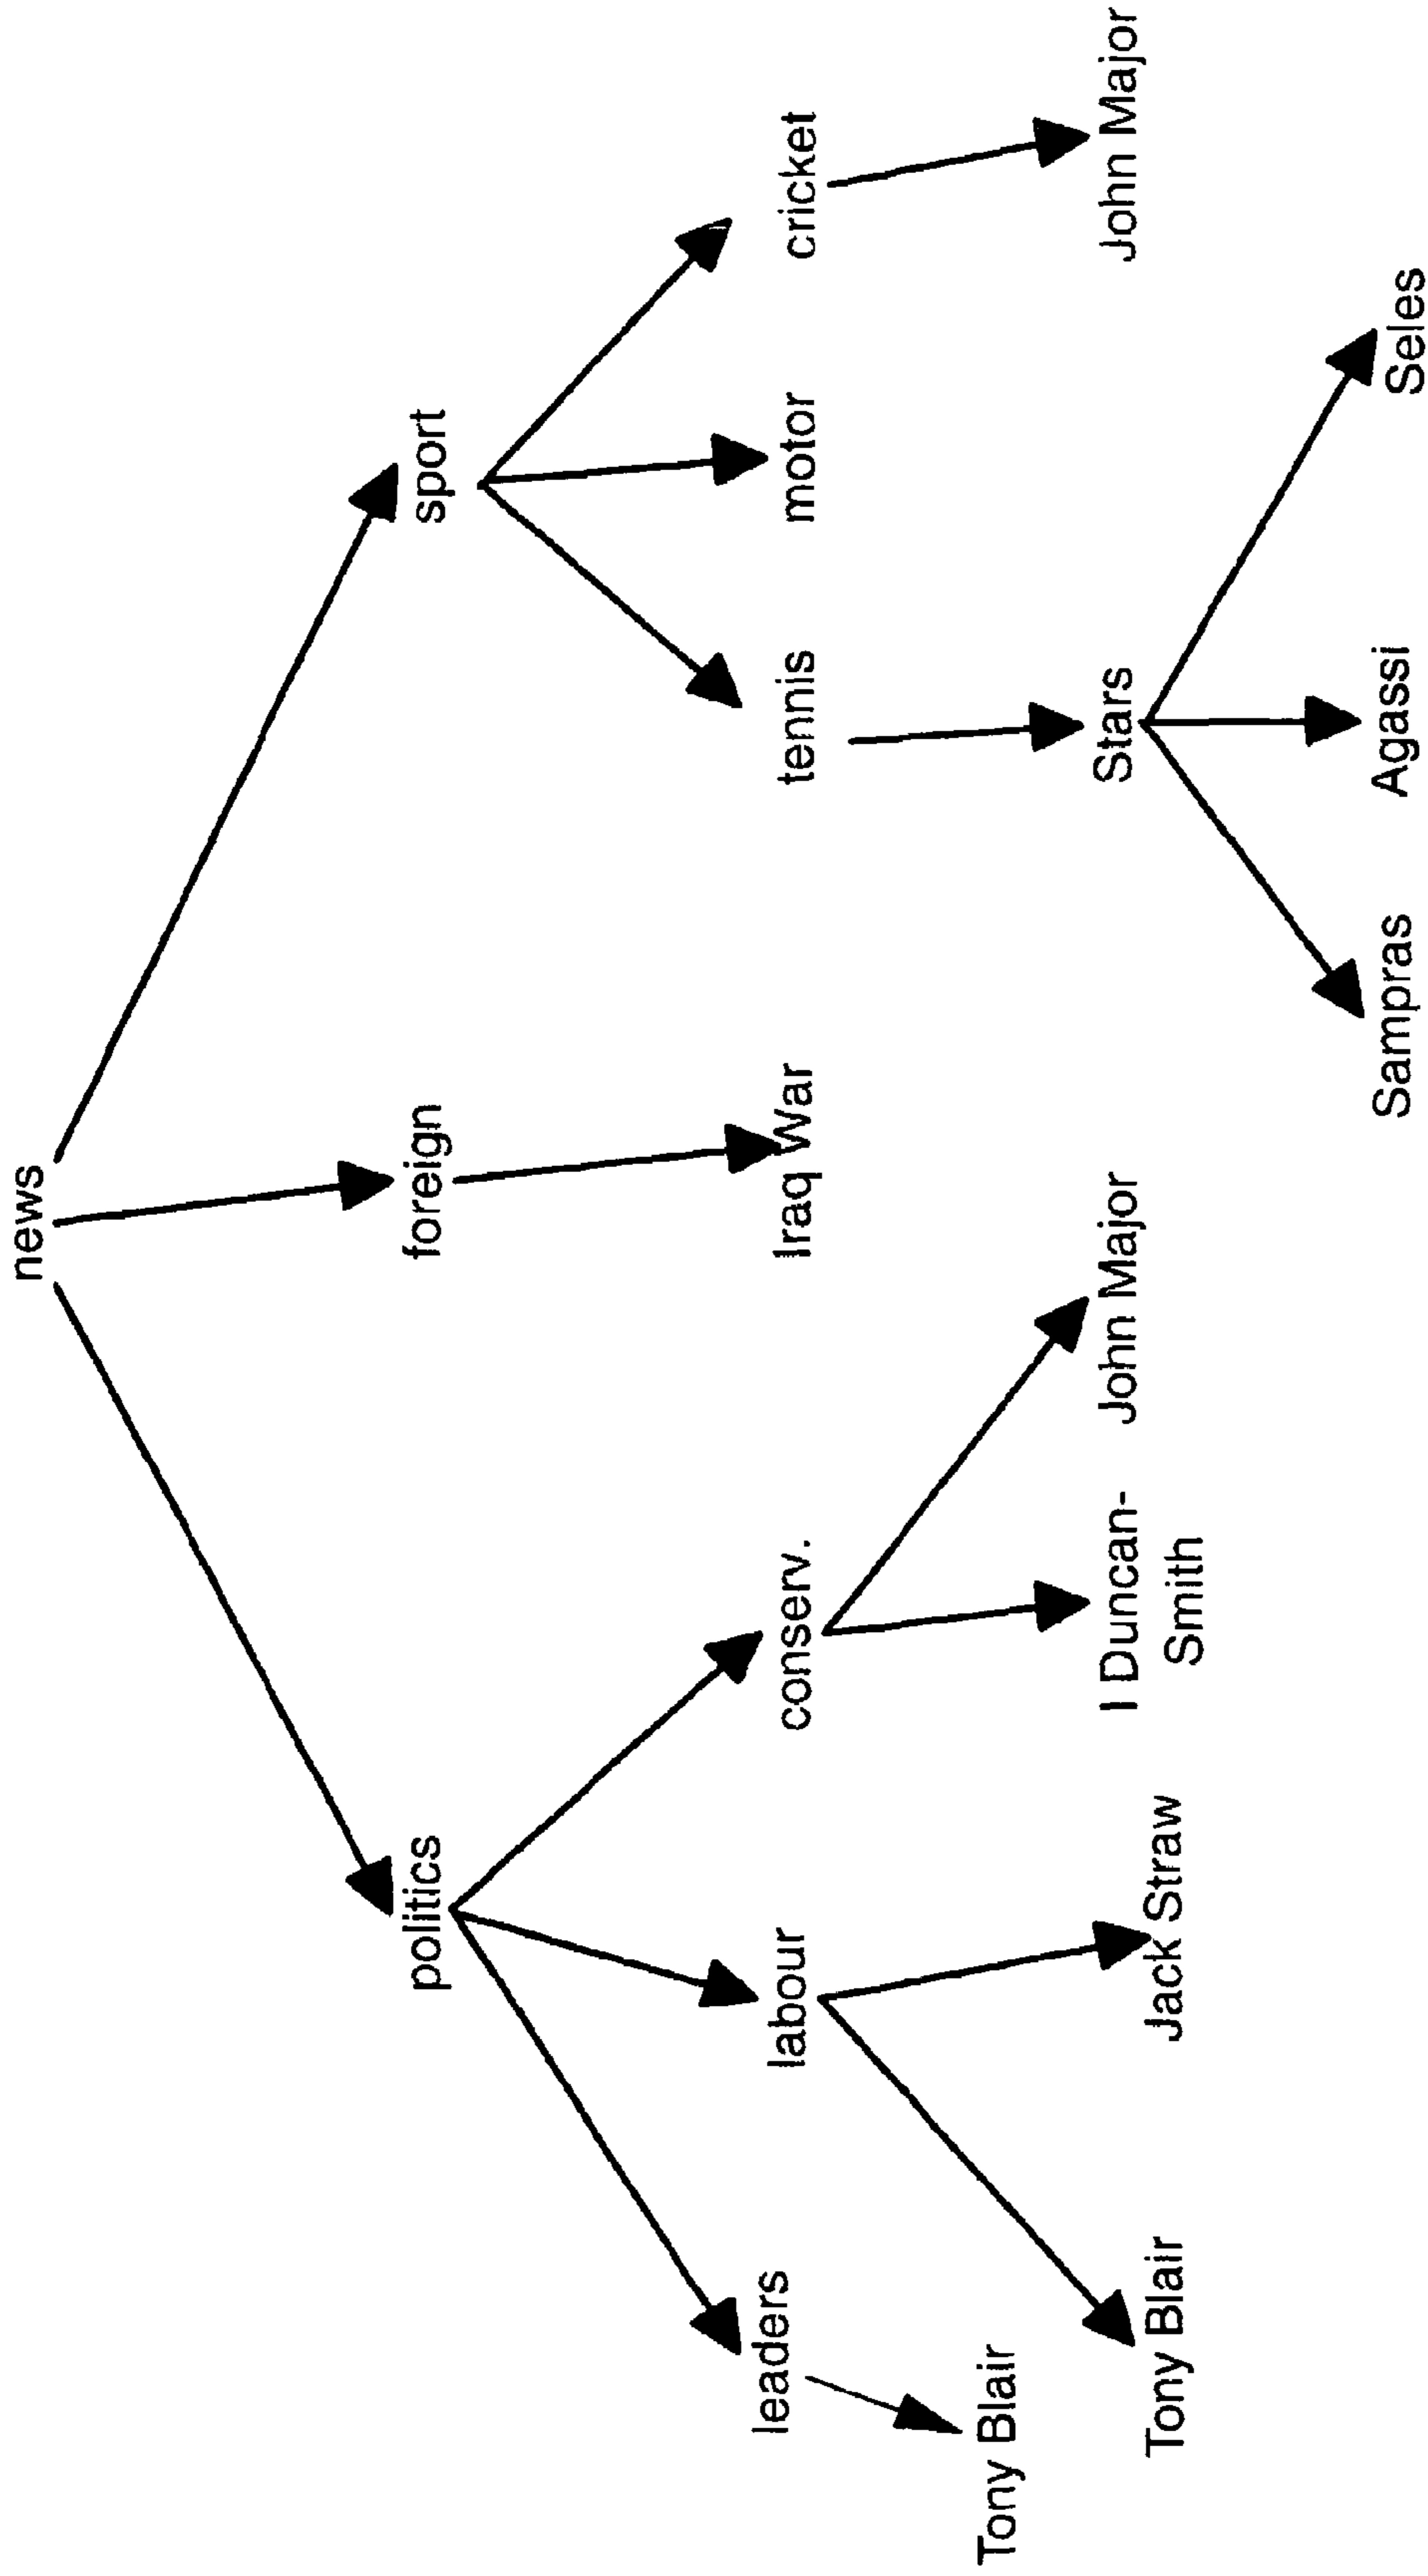 news
politics
foreign
sport
leaders
labour
conserv.
Iraq War
tennis
motor
cricket
Tony Blair
Tony Blair
Jack Straw
I Duncan-
Smith
John Major
Stars
John Major
Sampras
Agassi
Seles